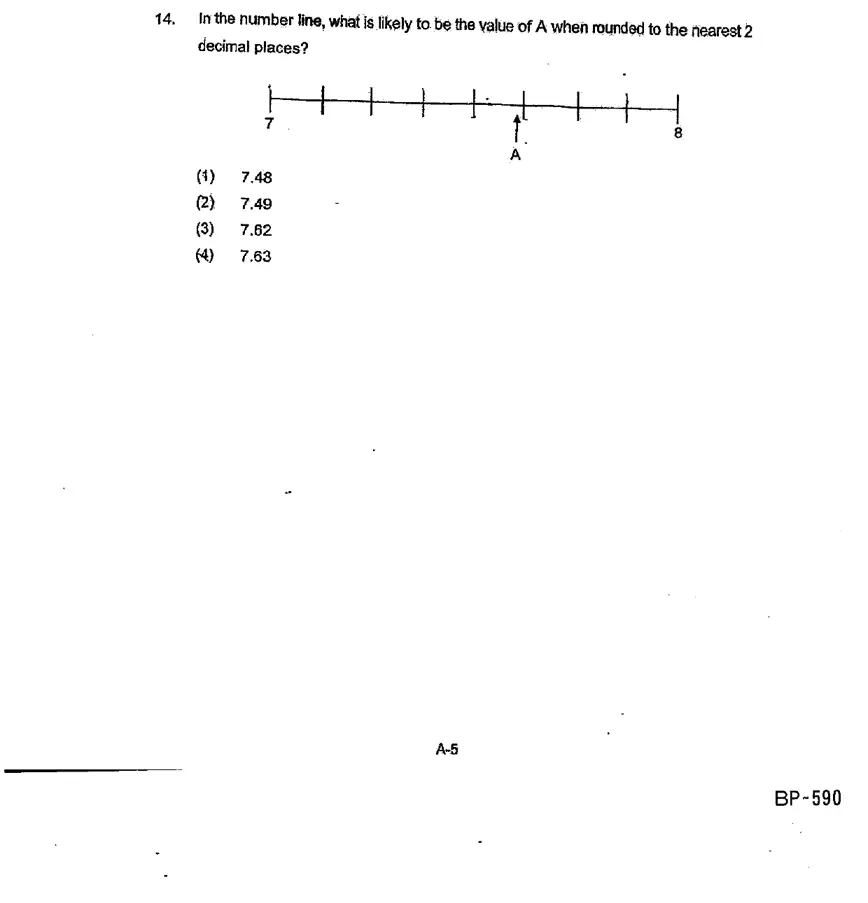 14. In the number line, what is likely to be the value of A when rounded to the nearest 2
decimal places?
7 8
A
(1) 7.48
(2) 7.49
(3) 7.62
(4) 7.63
A-5
BP-590